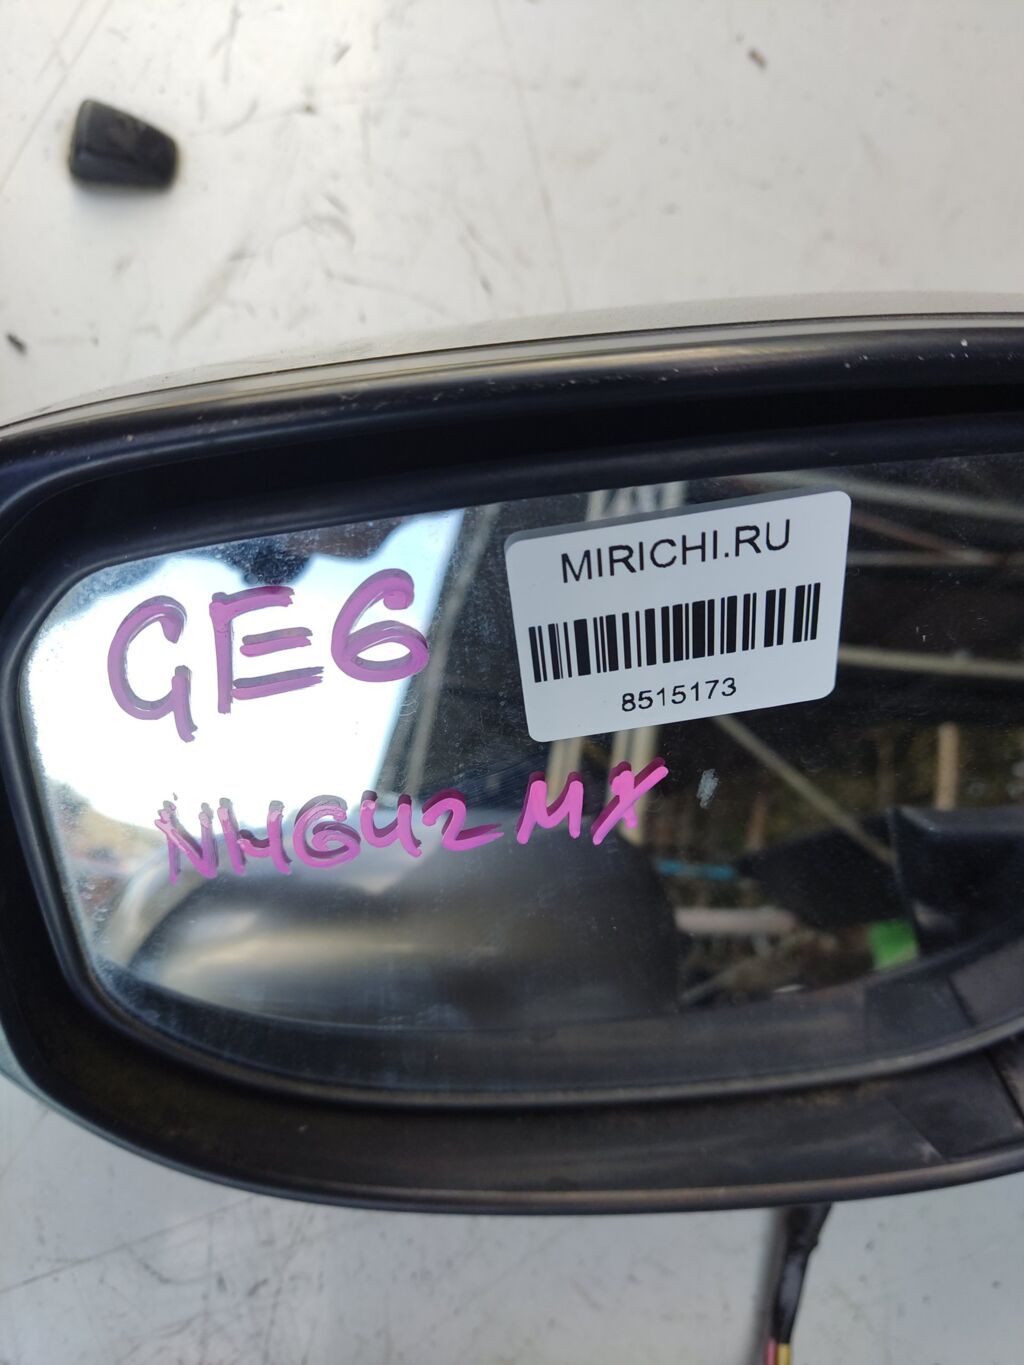 MIRICHI.RU
8515173
GE6
NH642MX